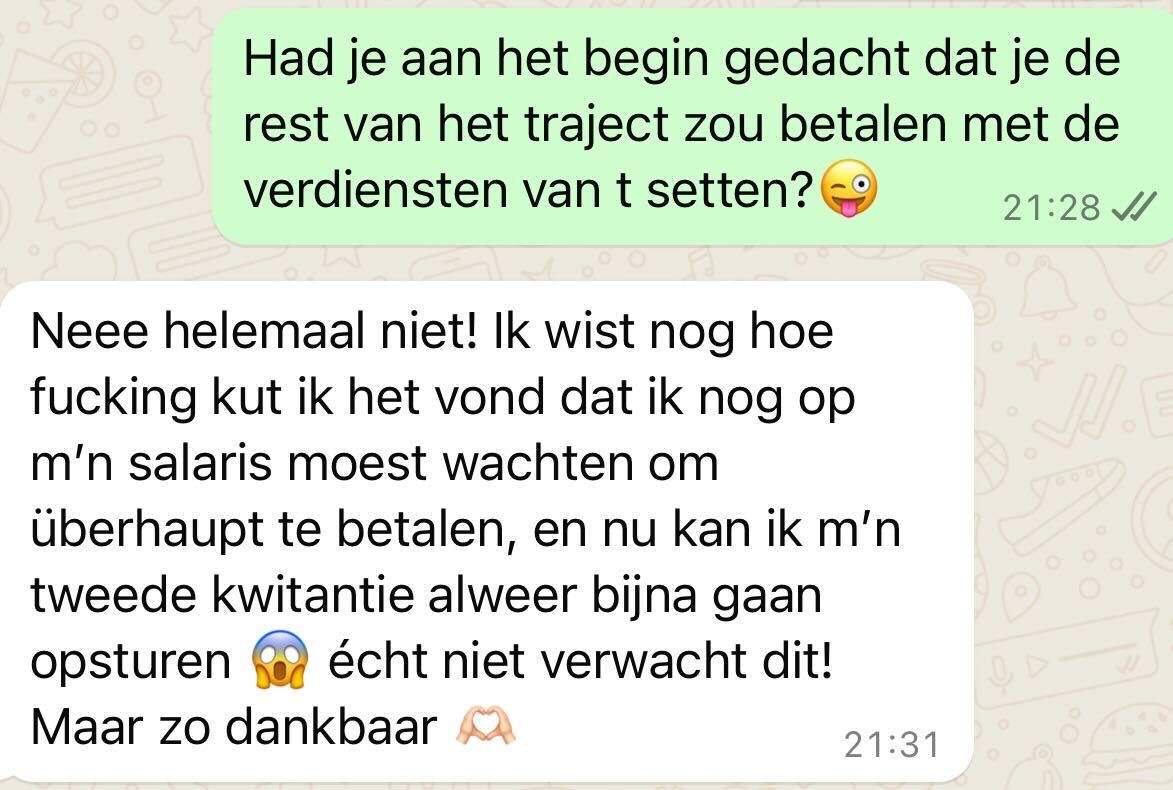 Had je aan het begin gedacht dat je de
rest van het traject zou betalen met de
verdiensten van t setten?😜
21:28
Neee helemaal niet! Ik wist nog hoe
fucking kut ik het vond dat ik nog op
m’n salaris moest wachten om
überhaupt te betalen, en nu kan ik m’n
tweede kwitantie alweer bijna gaan
opsturen 😱 écht niet verwacht dit!
Maar zo dankbaar 🫶🏻
21:31